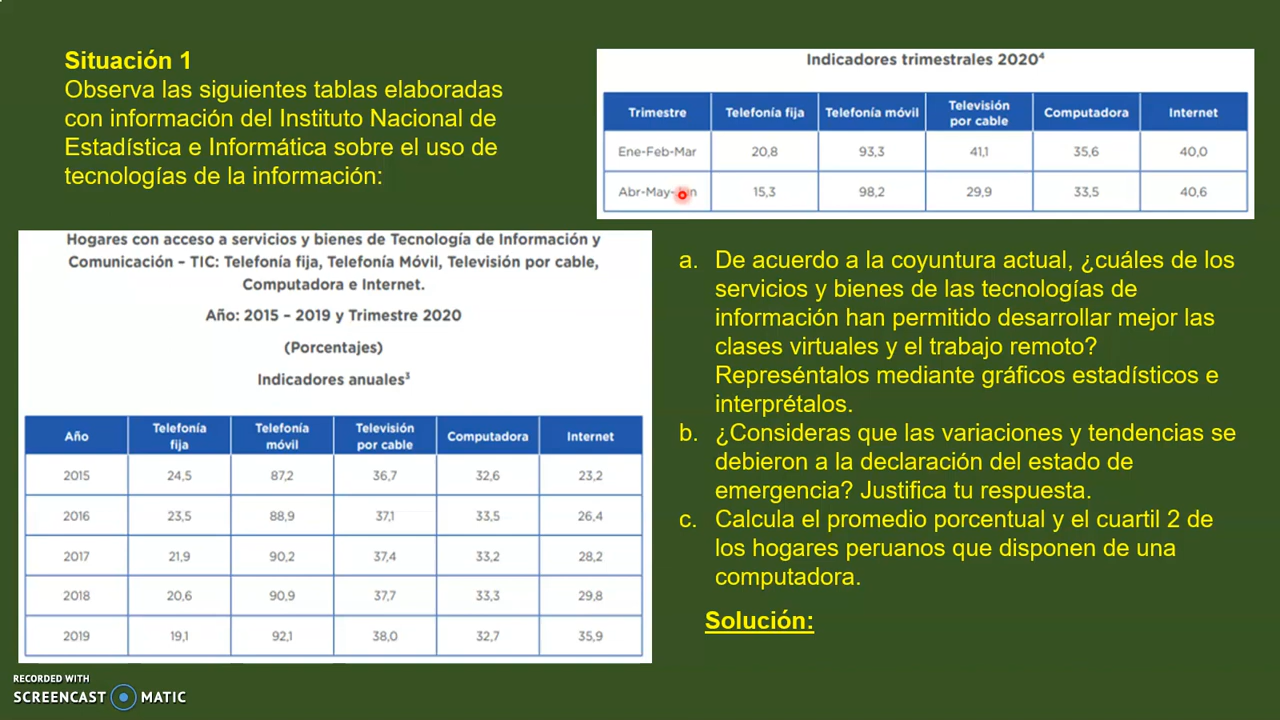 Situación 1
Observa las siguientes tablas elaboradas
con información del Instituto Nacional de
Estadística e Informática sobre el uso de
tecnologías de la información:
Indicadores trimestrales 2020⁴
Trimestre Telefonía fija Telefonía móvil Televisión por cable Computadora Internet
Ene-Feb-Mar 20,8 93,3 41,1 35,6 40,0
Abr-May- 15,3 98,2 29,9 33,5 40,6
Hogares con acceso a servicios y bienes de Tecnología de Información y
Comunicación – TIC: Telefonía fija, Telefonía Móvil, Televisión por cable,
Computadora e Internet.
Año: 2015 – 2019 y Trimestre 2020
(Porcentajes)
Indicadores anuales³
Año Telefonía fija Telefonía móvil Televisión por cable Computadora Internet
2015 24,5 87,2 36,7 32,6 23,2
2016 23,5 88,9 37,1 33,5 26,4
2017 21,9 90,2 37,4 33,2 28,2
2018 20,6 90,9 37,7 33,3 29,8
2019 19,1 92,1 38,0 32,7 35,9
a. De acuerdo a la coyuntura actual, ¿cuáles de los
servicios y bienes de las tecnologías de
información han permitido desarrollar mejor las
clases virtuales y el trabajo remoto?
Represéntalos mediante gráficos estadísticos e
interprétalos.
b. ¿Consideras que las variaciones y tendencias se
debieron a la declaración del estado de
emergencia? Justifica tu respuesta.
c. Calcula el promedio porcentual y el cuartil 2 de
los hogares peruanos que disponen de una
computadora.
Solución:
RECORDED WITH
SCREENCAST MATIC